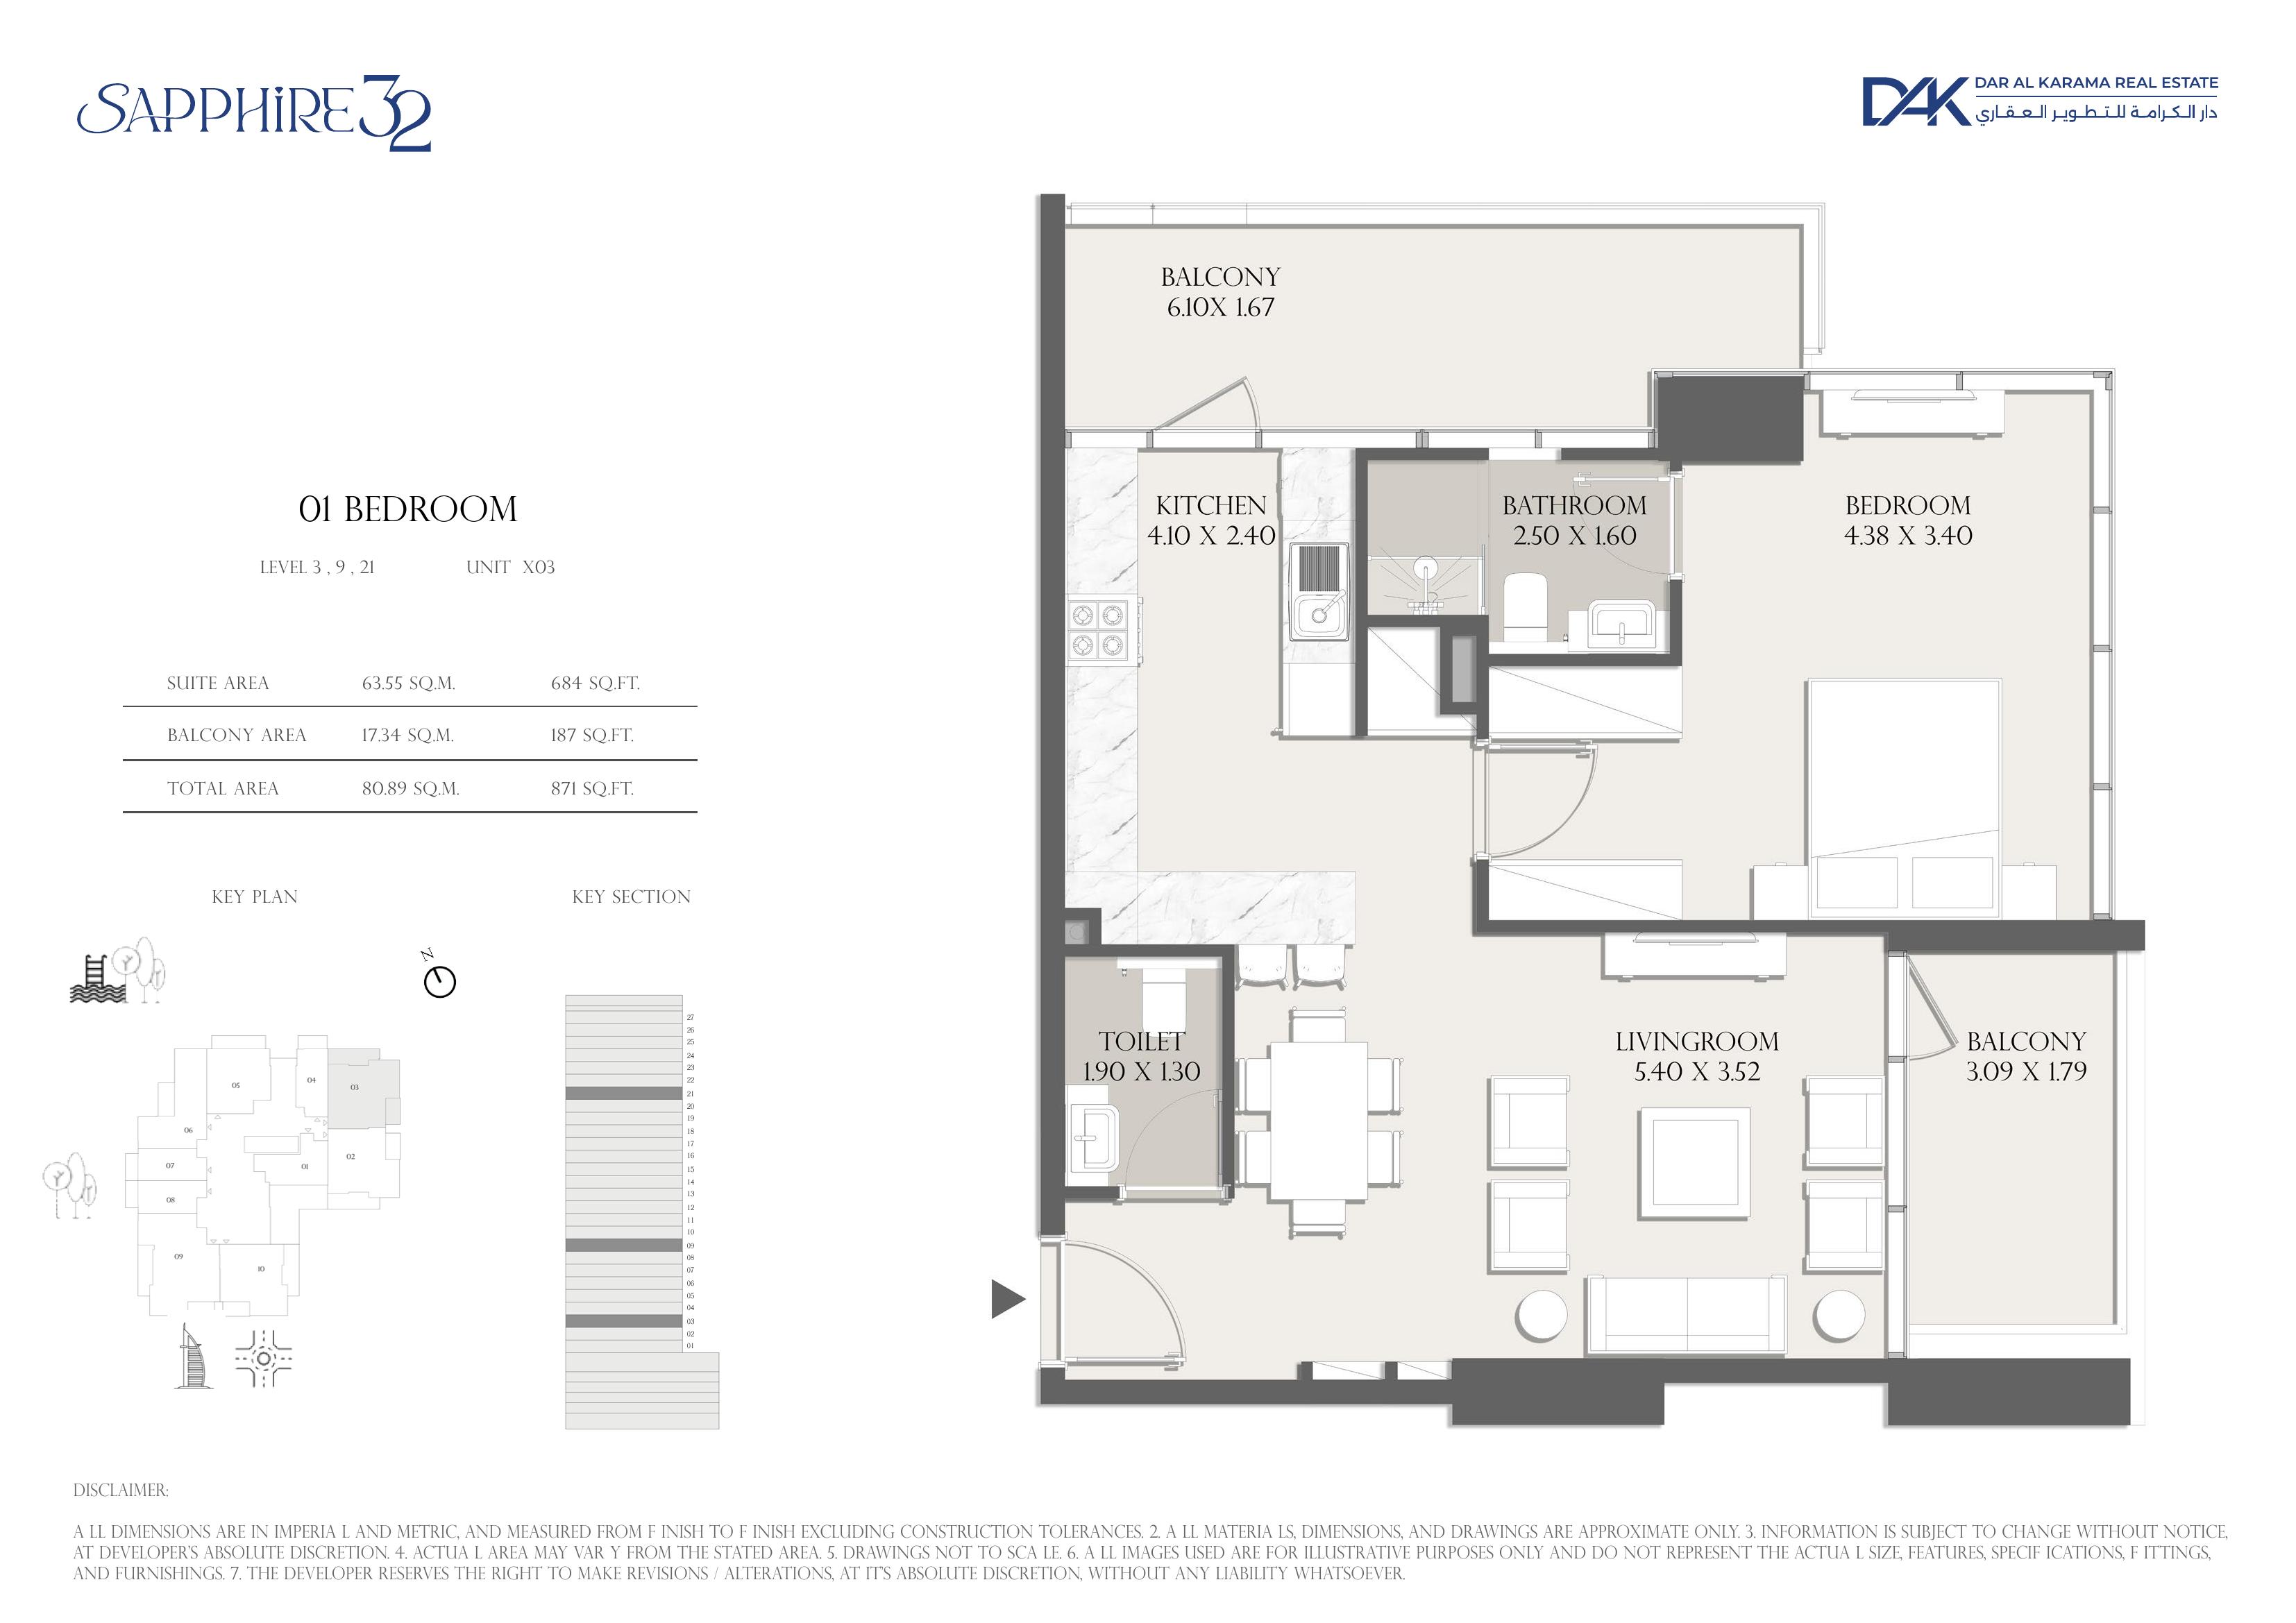 SAPPHIRE 32
DAK
DAR AL KARAMA REAL ESTATE
دار الكرامة للتطوير العقاري
01 BEDROOM
LEVEL 3 , 9 , 21 UNIT X03
SUITE AREA 63.55 SQ.M. 684 SQ.FT.
BALCONY AREA 17.34 SQ.M. 187 SQ.FT.
TOTAL AREA 80.89 SQ.M. 871 SQ.FT.
KEY PLAN
N
05
04
03
06
02
07
01
08
09
10
KEY SECTION
27
26
25
24
23
22
21
20
19
18
17
16
15
14
13
12
11
10
09
08
07
06
05
04
03
02
01
BALCONY
6.10X 1.67
KITCHEN
4.10 X 2.40
BATHROOM
2.50 X 1.60
BEDROOM
4.38 X 3.40
TOILET
1.90 X 1.30
LIVINGROOM
5.40 X 3.52
BALCONY
3.09 X 1.79
DISCLAIMER:
A LL DIMENSIONS ARE IN IMPERIA L AND METRIC, AND MEASURED FROM F INISH TO F INISH EXCLUDING CONSTRUCTION TOLERANCES. 2. A LL MATERIA LS, DIMENSIONS, AND DRAWINGS ARE APPROXIMATE ONLY. 3. INFORMATION IS SUBJECT TO CHANGE WITHOUT NOTICE,
AT DEVELOPER'S ABSOLUTE DISCRETION. 4. ACTUA L AREA MAY VAR Y FROM THE STATED AREA. 5. DRAWINGS NOT TO SCA LE. 6. A LL IMAGES USED ARE FOR ILLUSTRATIVE PURPOSES ONLY AND DO NOT REPRESENT THE ACTUA L SIZE, FEATURES, SPECIF ICATIONS, F ITTINGS,
AND FURNISHINGS. 7. THE DEVELOPER RESERVES THE RIGHT TO MAKE REVISIONS / ALTERATIONS, AT IT'S ABSOLUTE DISCRETION, WITHOUT ANY LIABILITY WHATSOEVER.